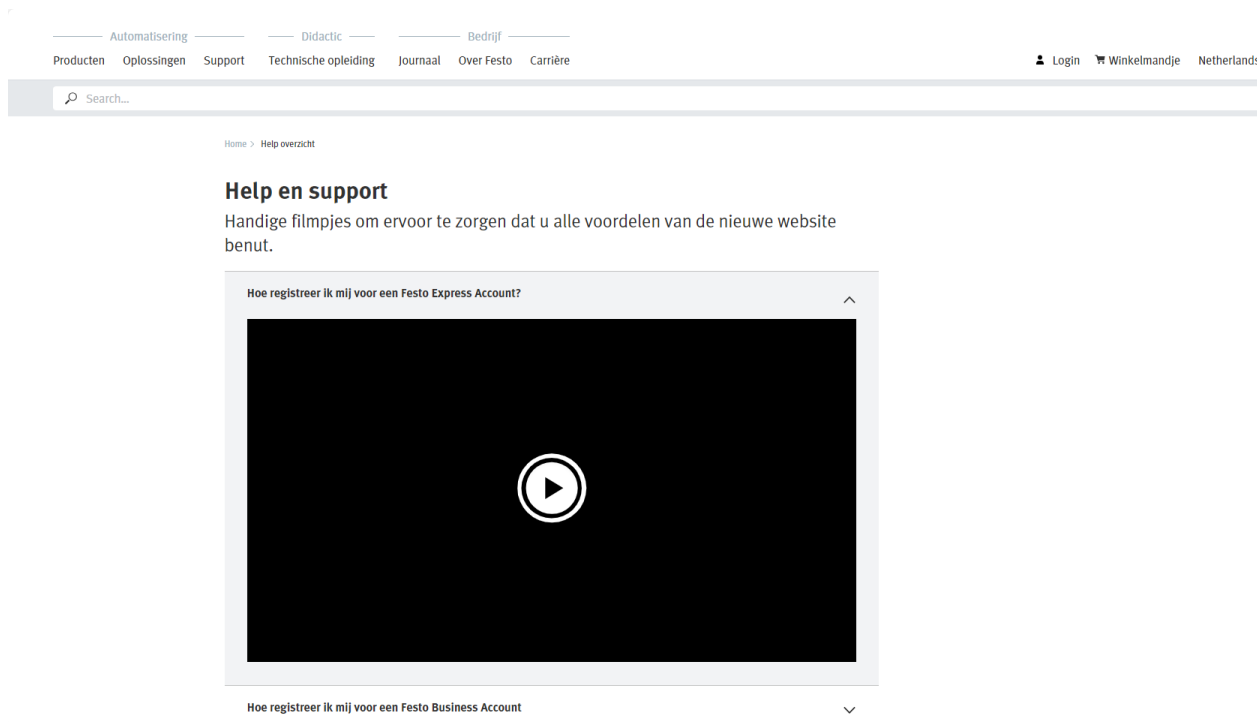 Automatisering Didactic Bedrijf
Producten Oplossingen Support Technische opleiding Journaal Over Festo Carrière Login Winkelmandje Netherlands
Search...
Home > Help overzicht
Help en support
Handige filmpjes om ervoor te zorgen dat u alle voordelen van de nieuwe website
benut.
Hoe registreer ik mij voor een Festo Express Account?
Hoe registreer ik mij voor een Festo Business Account